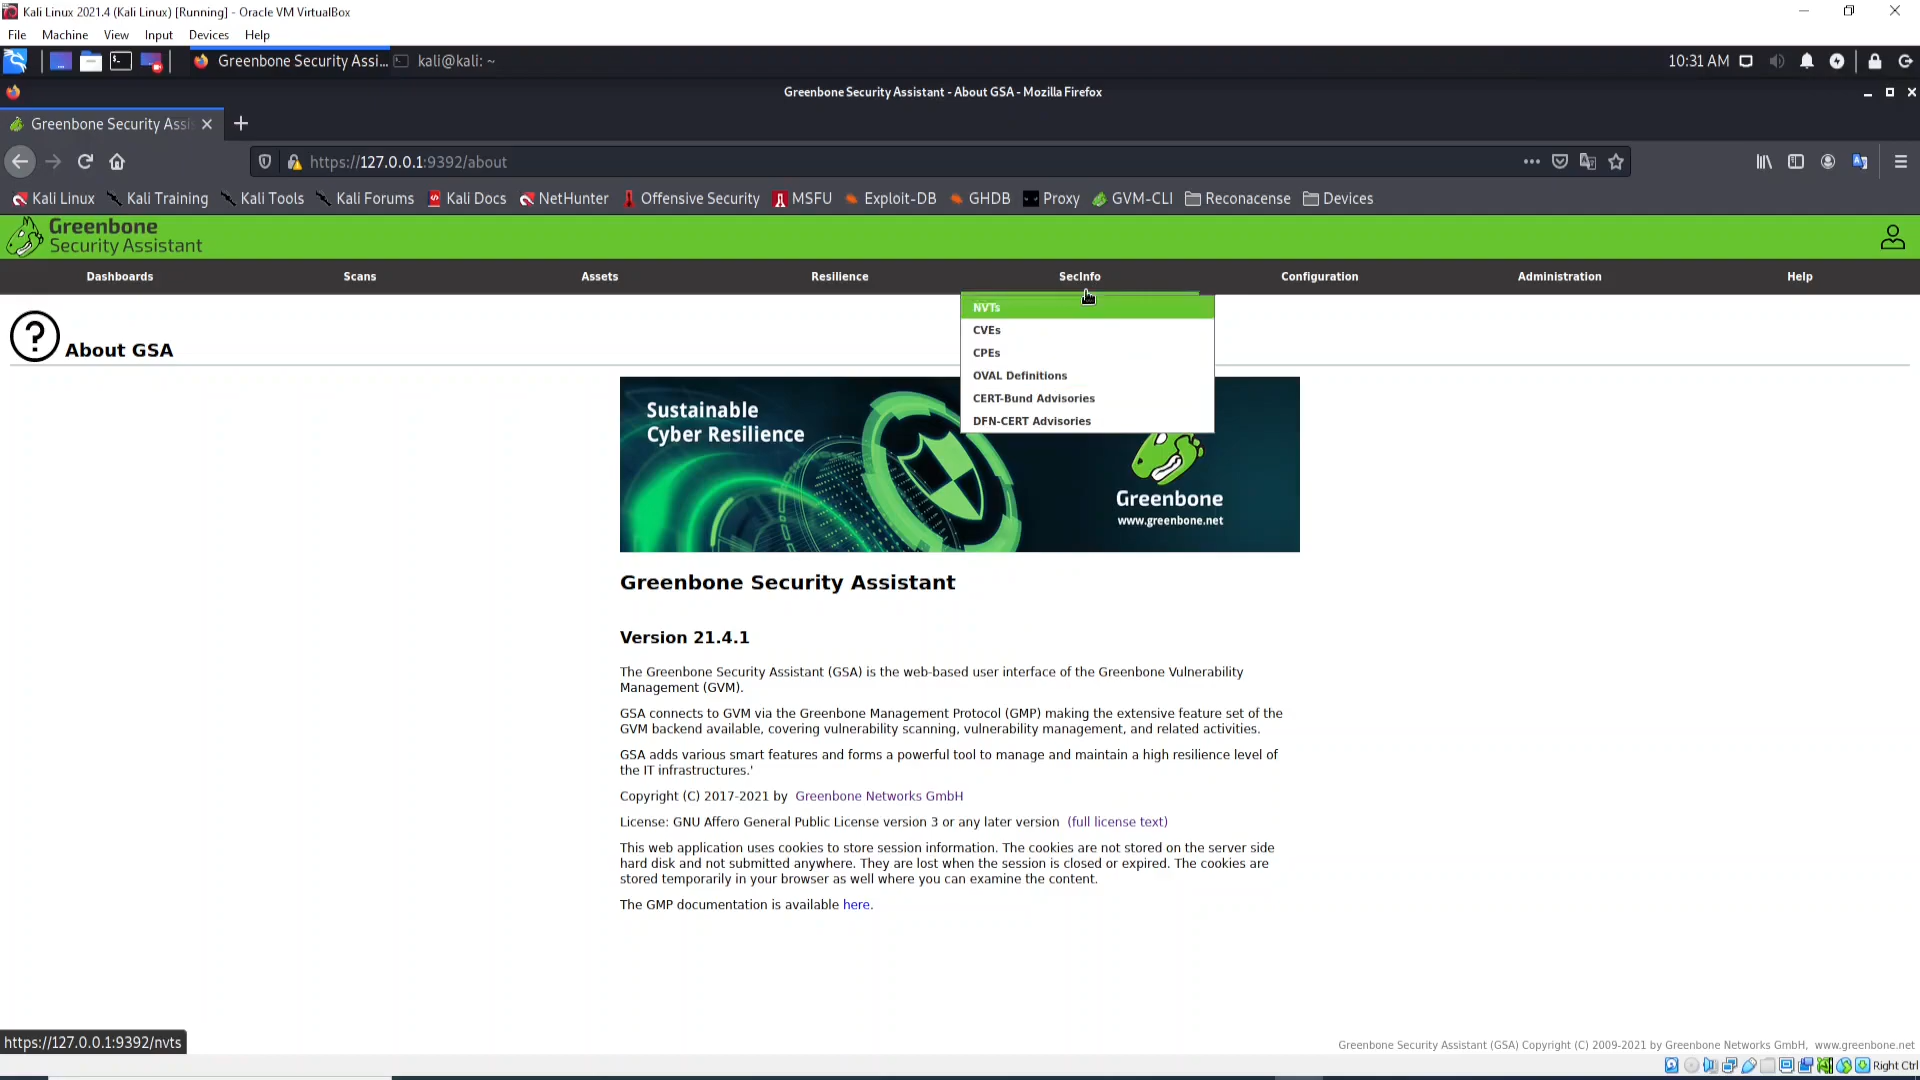 Kali Linux 2021.4 (Kali Linux) [Running] - Oracle VM VirtualBox
File Machine View Input Devices Help
Greenbone Security Assi... kali@kali: ~ 10:31 AM
Greenbone Security Assistant - About GSA - Mozilla Firefox
Greenbone Security Assi
https://127.0.0.1:9392/about
Kali Linux Kali Training Kali Tools Kali Forums Kali Docs NetHunter Offensive Security MSFU Exploit-DB GHDB Proxy GVM-CLI Reconacense Devices
Greenbone
Security Assistant
Dashboards Scans Assets Resilience SecInfo Configuration Administration Help
NVTs
CVEs
CPEs
OVAL Definitions
CERT-Bund Advisories
DFN-CERT Advisories
? About GSA
Sustainable
Cyber Resilience
Greenbone
www.greenbone.net
Greenbone Security Assistant
Version 21.4.1
The Greenbone Security Assistant (GSA) is the web-based user interface of the Greenbone Vulnerability
Management (GVM).
GSA connects to GVM via the Greenbone Management Protocol (GMP) making the extensive feature set of the
GVM backend available, covering vulnerability scanning, vulnerability management, and related activities.
GSA adds various smart features and forms a powerful tool to manage and maintain a high resilience level of
the IT infrastructures.'
Copyright (C) 2017-2021 by Greenbone Networks GmbH
License: GNU Affero General Public License version 3 or any later version (full license text)
This web application uses cookies to store session information. The cookies are not stored on the server side
hard disk and not submitted anywhere. They are lost when the session is closed or expired. The cookies are
stored temporarily in your browser as well where you can examine the content.
The GMP documentation is available here.
https://127.0.0.1:9392/nvts
Greenbone Security Assistant (GSA) Copyright (C) 2009-2021 by Greenbone Networks GmbH, www.greenbone.net
Right Ctrl